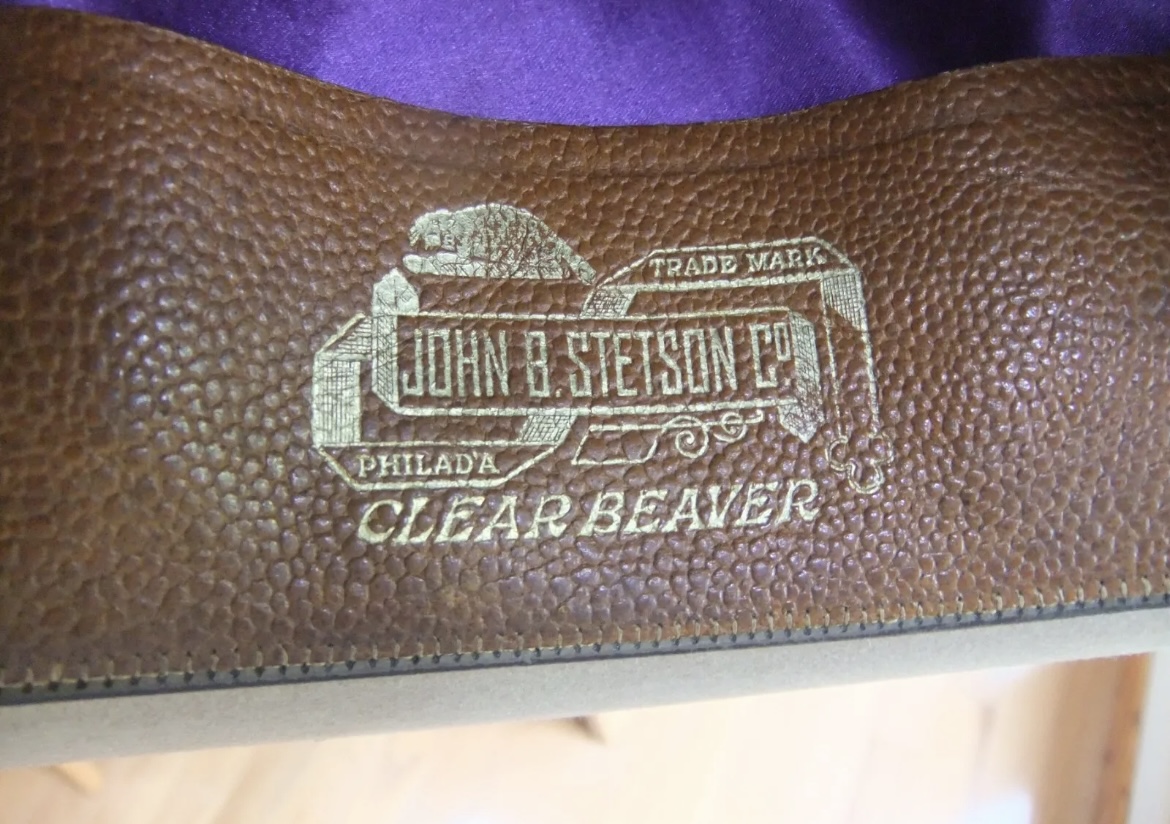 TRADE MARK
JOHN B. STETSON Cº
PHILAD'A
CLEAR BEAVER